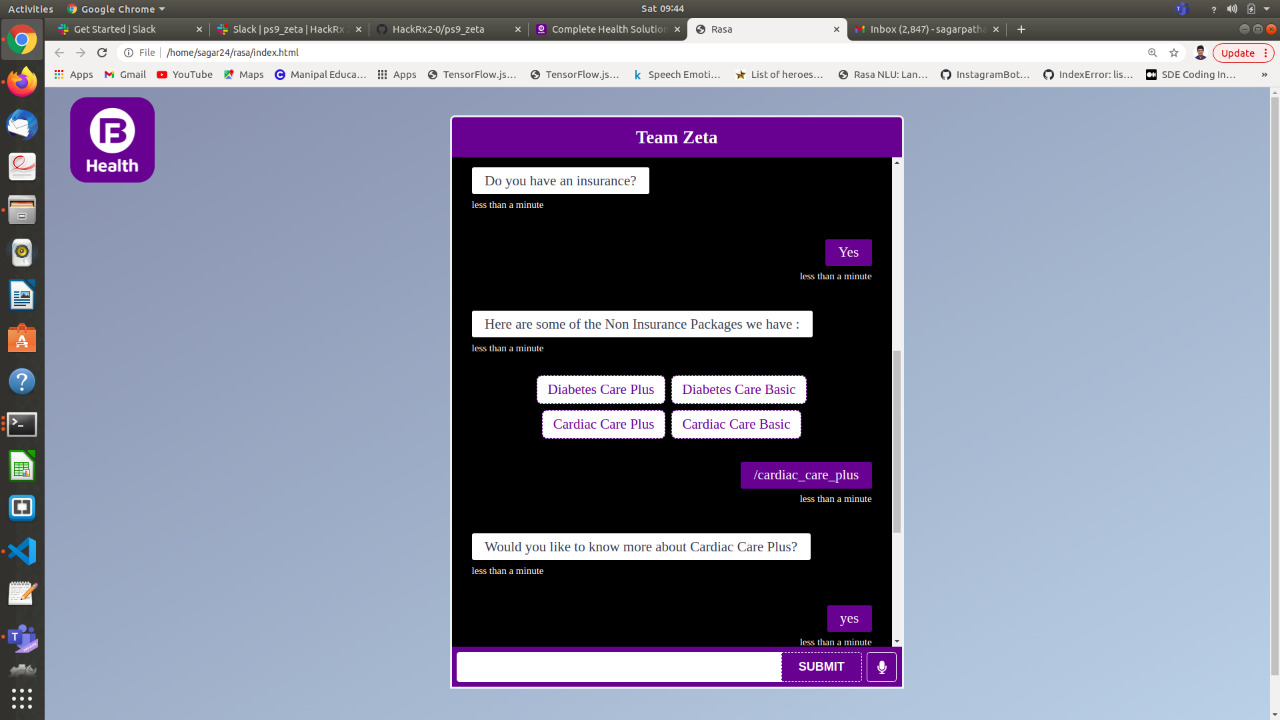 Activities Google Chrome Sat 09:44
Get Started | Slack Slack | ps9_zeta | HackRx 2 HackRx2-0/ps9_zeta Complete Health Solution Rasa Inbox (2,847) - sagarpatha
File /home/sagar24/rasa/index.html Update
Apps Gmail YouTube Maps Manipal Educa… Apps TensorFlow.js… TensorFlow.js… Speech Emoti… List of heroes… Rasa NLU: Lan… InstagramBot… IndexError: lis… SDE Coding In… »
B
Health
Team Zeta
Do you have an insurance?
less than a minute
Yes
less than a minute
Here are some of the Non Insurance Packages we have :
less than a minute
Diabetes Care Plus Diabetes Care Basic
Cardiac Care Plus Cardiac Care Basic
/cardiac_care_plus
less than a minute
Would you like to know more about Cardiac Care Plus?
less than a minute
yes
less than a minute
SUBMIT